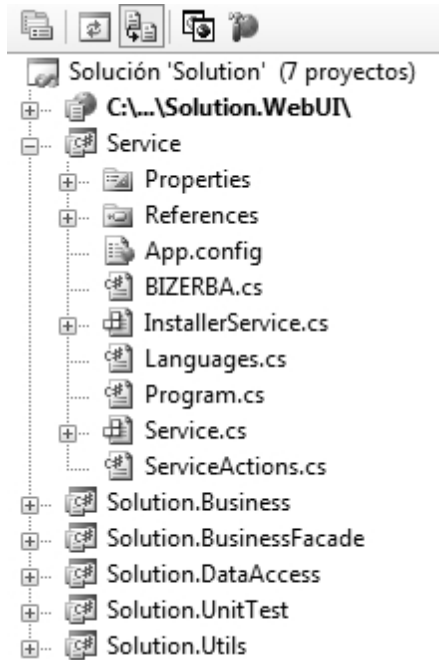 Solución 'Solution' (7 proyectos)
C:\...\Solution.WebUI\
Service
Properties
References
App.config
BIZERBA.cs
InstallerService.cs
Languages.cs
Program.cs
Service.cs
ServiceActions.cs
Solution.Business
Solution.BusinessFacade
Solution.DataAccess
Solution.UnitTest
Solution.Utils